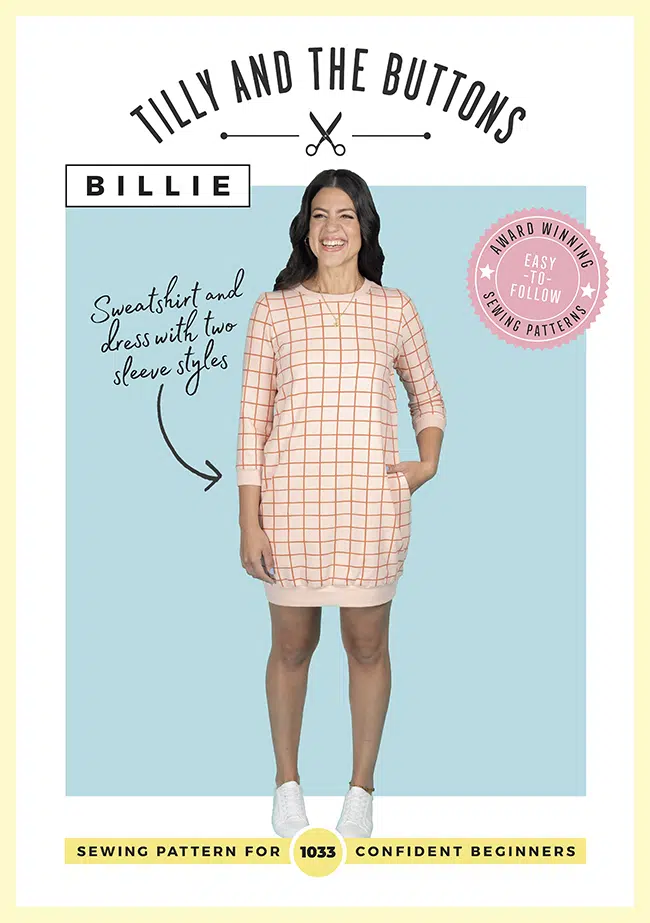 TILLY AND THE BUTTONS
BILLIE
Sweatshirt and
dress with two
sleeve styles
AWARD WINNING
EASY
-TO-
FOLLOW
SEWING PATTERNS
SEWING PATTERN FOR 1033 CONFIDENT BEGINNERS